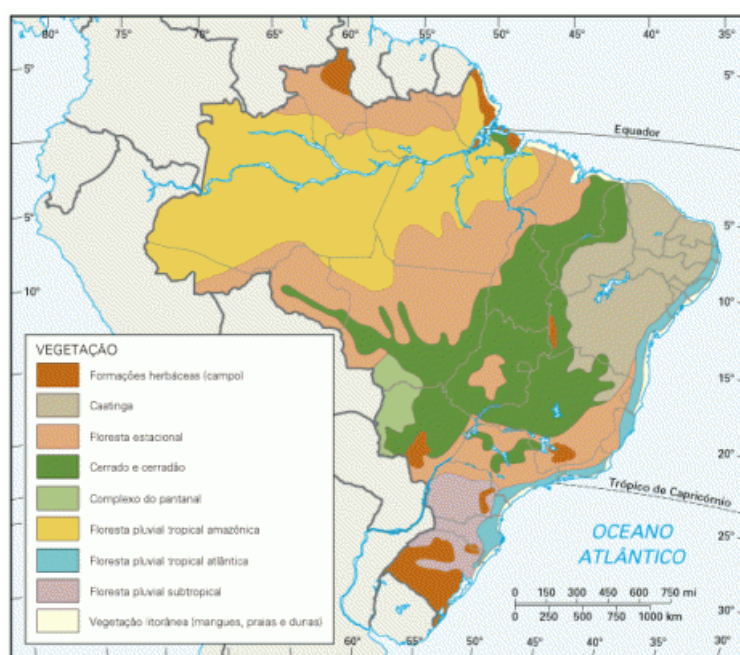 80° 75° 70° 65° 60° 55° 50° 45° 40° 35°
5° 5°
Equador
5° 5°
10° 10°
15°
20°
Trópico de Capricórnio
25°
30°
60° 55° 50° 45° 40° 35° 30°
VEGETAÇÃO
Formações herbáceas (campo)
Caatinga
Floresta estacional
Cerrado e cerradão
Complexo do pantanal
Floresta pluvial tropical amazônica
Floresta pluvial tropical atlântica
Floresta pluvial subtropical
Vegetação litorânea (mangues, praias e dunas)
OCEANO
ATLÂNTICO
0 150 300 450 600 750 mi
0 250 500 750 1000 km